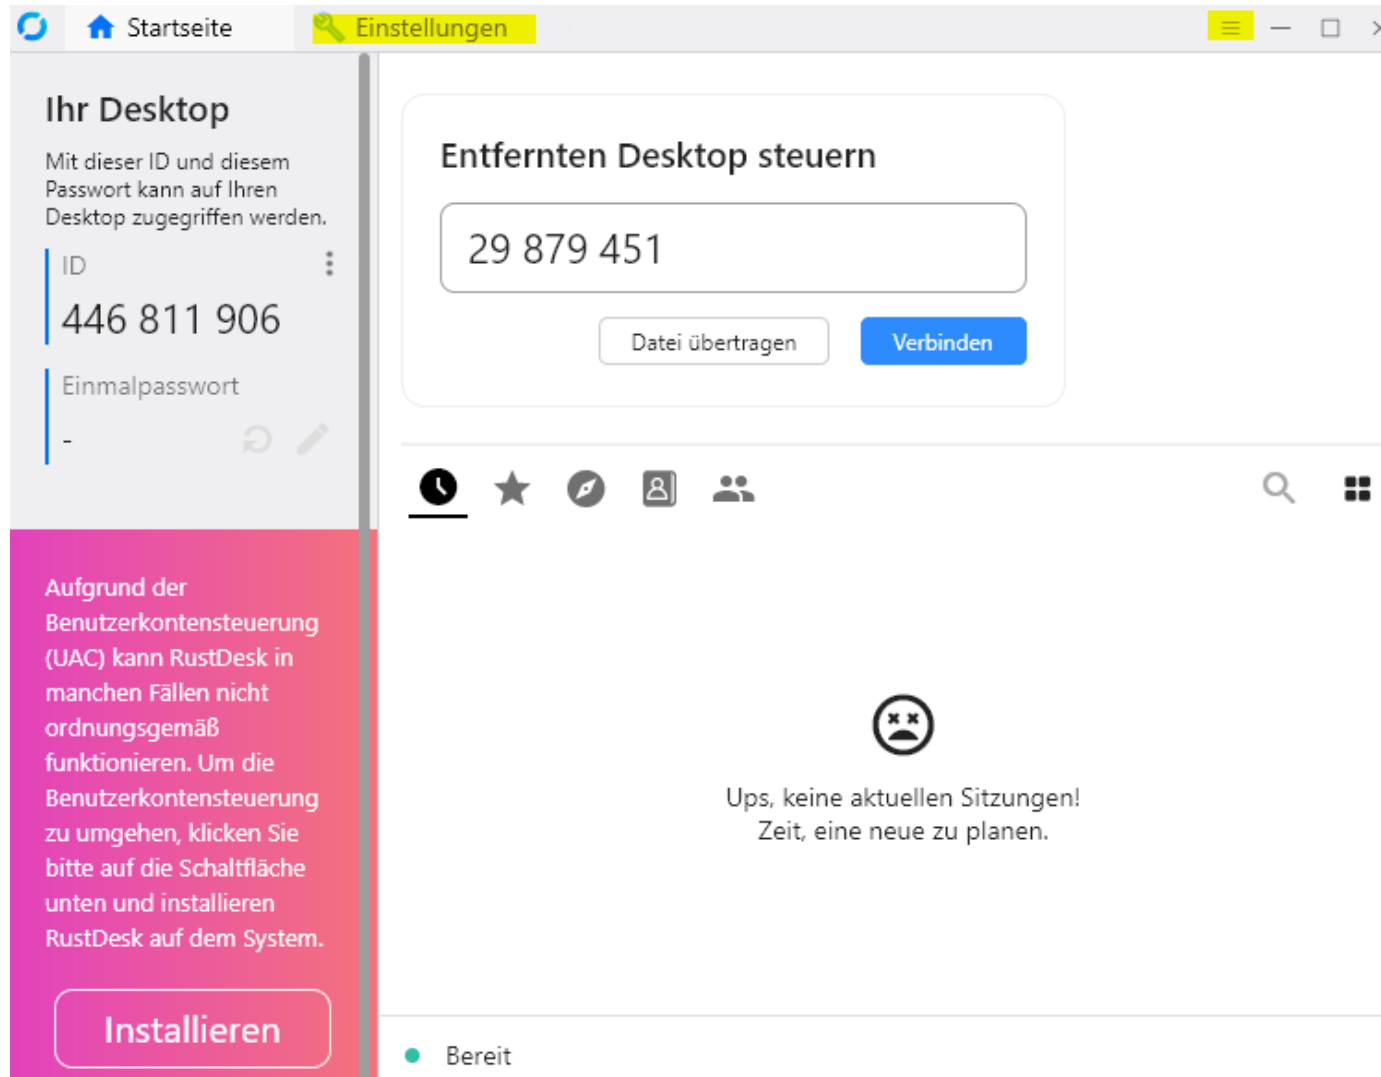 Startseite
Einstellungen
Ihr Desktop
Mit dieser ID und diesem
Passwort kann auf Ihren
Desktop zugegriffen werden.
ID
446 811 906
Einmalpasswort
-
Aufgrund der
Benutzerkontensteuerung
(UAC) kann RustDesk in
manchen Fällen nicht
ordnungsgemäß
funktionieren. Um die
Benutzerkontensteuerung
zu umgehen, klicken Sie
bitte auf die Schaltfläche
unten und installieren
RustDesk auf dem System.
Installieren
Entfernten Desktop steuern
29 879 451
Datei übertragen
Verbinden
Ups, keine aktuellen Sitzungen!
Zeit, eine neue zu planen.
Bereit